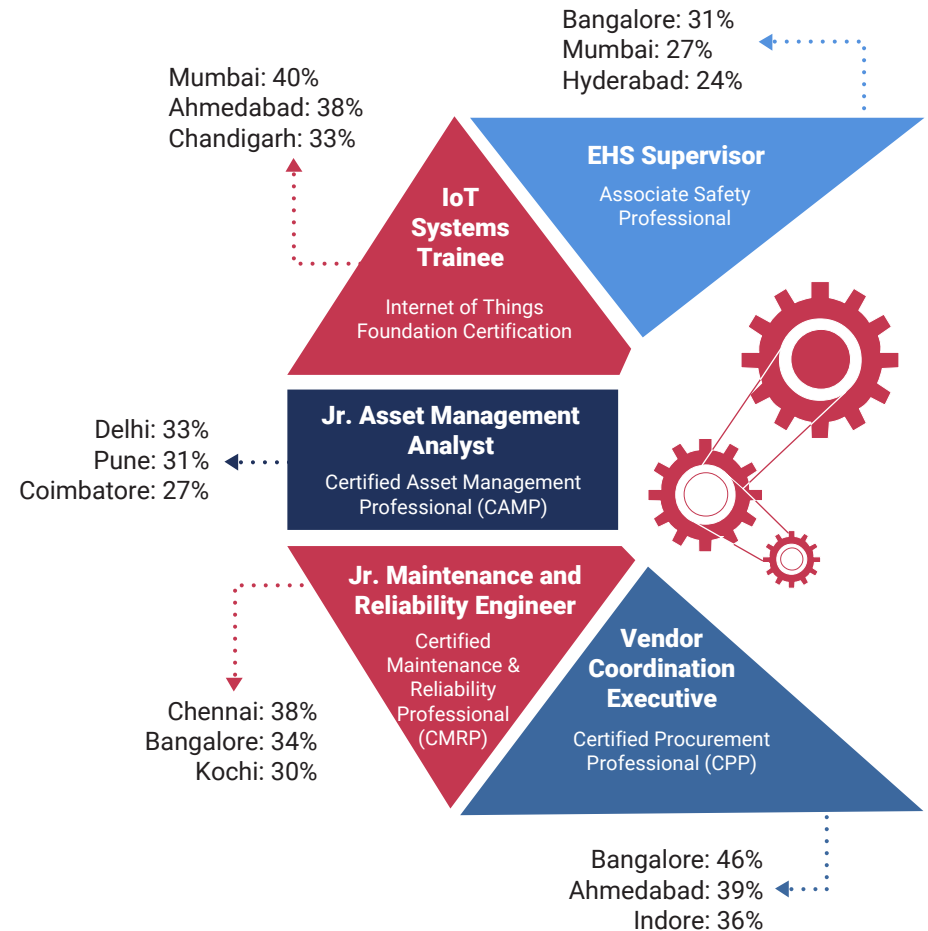 Bangalore: 31%
Mumbai: 27%
Hyderabad: 24%
Mumbai: 40%
Ahmedabad: 38%
Chandigarh: 33%
EHS Supervisor
Associate Safety
Professional
IoT
Systems
Trainee
Internet of Things
Foundation Certification
Jr. Asset Management
Analyst
Certified Asset Management
Professional (CAMP)
Delhi: 33%
Pune: 31%
Coimbatore: 27%
Jr. Maintenance and
Reliability Engineer
Certified
Maintenance &
Reliability
Professional
(CMRP)
Chennai: 38%
Bangalore: 34%
Kochi: 30%
Vendor
Coordination
Executive
Certified Procurement
Professional (CPP)
Bangalore: 46%
Ahmedabad: 39%
Indore: 36%